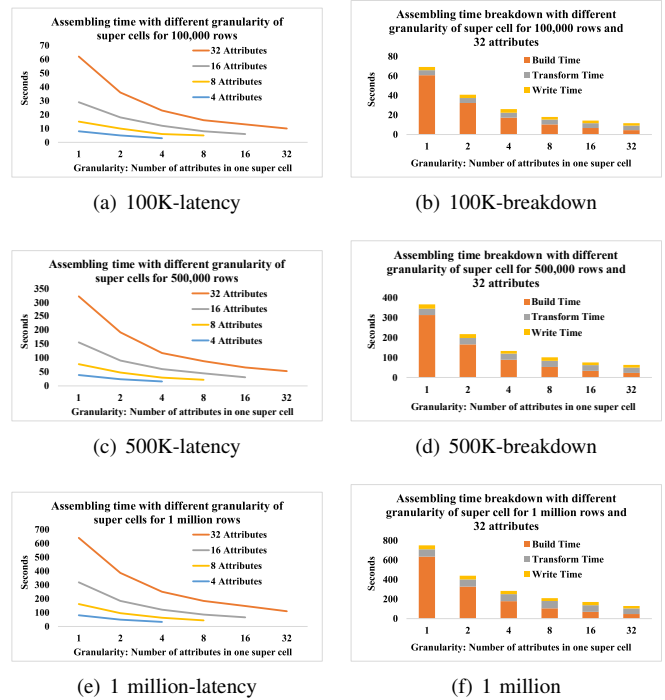 Assembling time with different granularity of
super cells for 100,000 rows
70
60
50
40
30
20
10
0
Seconds
32 Attributes
16 Attributes
8 Attributes
4 Attributes
1 2 4 8 16 32
Granularity: Number of attributes in one super cell
(a) 100K-latency
Assembling time breakdown with different
granularity of super cell for 100,000 rows and
32 attributes
80
60
40
20
0
Seconds
Build Time
Transform Time
Write Time
1 2 4 8 16 32
Granularity: Number of attributes in one super cell
(b) 100K-breakdown
Assembling time with different granularity of
super cells for 500,000 rows
350
300
250
200
150
100
50
0
Seconds
32 Attributes
16 Attributes
8 Attributes
4 Attributes
1 2 4 8 16 32
Granularity: Number of attributes in one super cell
(c) 500K-latency
Assembling time breakdown with different
granularity of super cell for 500,000 rows and
32 attributes
400
300
200
100
0
Seconds
Build Time
Transform Time
Write Time
1 2 4 8 16 32
Granularity: Number of attributes in one super cell
(d) 500K-breakdown
Assembling time with different granularity of
super cells for 1 million rows
700
600
500
400
300
200
100
0
Seconds
32 Attributes
16 Attributes
8 Attributes
4 Attributes
1 2 4 8 16 32
Granularity: Number of attributes in one super cell
(e) 1 million-latency
Assembling time breakdown with different
granularity of super cell for 1 million rows and
32 attributes
800
600
400
200
0
Seconds
Build Time
Transform Time
Write Time
1 2 4 8 16 32
Granularity: Number of attributes in one super cell
(f) 1 million